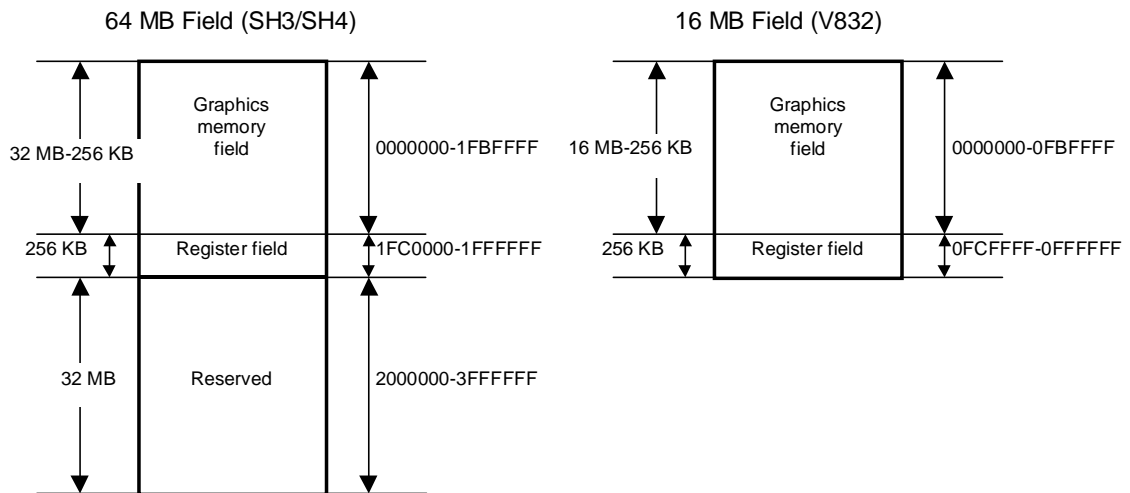 64 MB Field (SH3/SH4)
Graphics
memory
field
32 MB-256 KB
0000000-1FBFFFF
256 KB
Register field
1FC0000-1FFFFFF
32 MB
Reserved
2000000-3FFFFFF
16 MB Field (V832)
Graphics
memory
field
16 MB-256 KB
0000000-0FBFFFF
256 KB
Register field
0FCFFFF-0FFFFFF